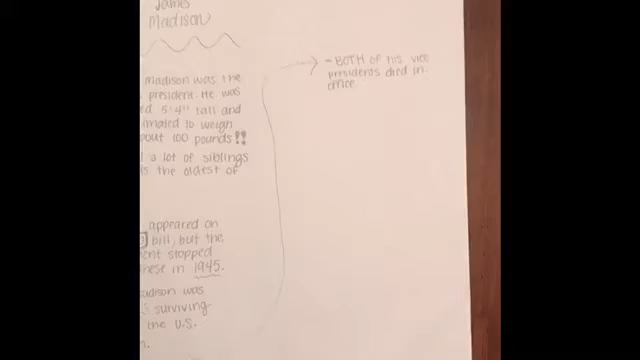 James
Madison
madison was the
president. He was
5'4" tall and
to weigh
100 pounds!!
a lot of siblings
is the oldest of
appeared on
bill, but the
stopped
these in 1945.
madison was
surviving
the U.S.
- BOTH of his vice
presidents died in
office.